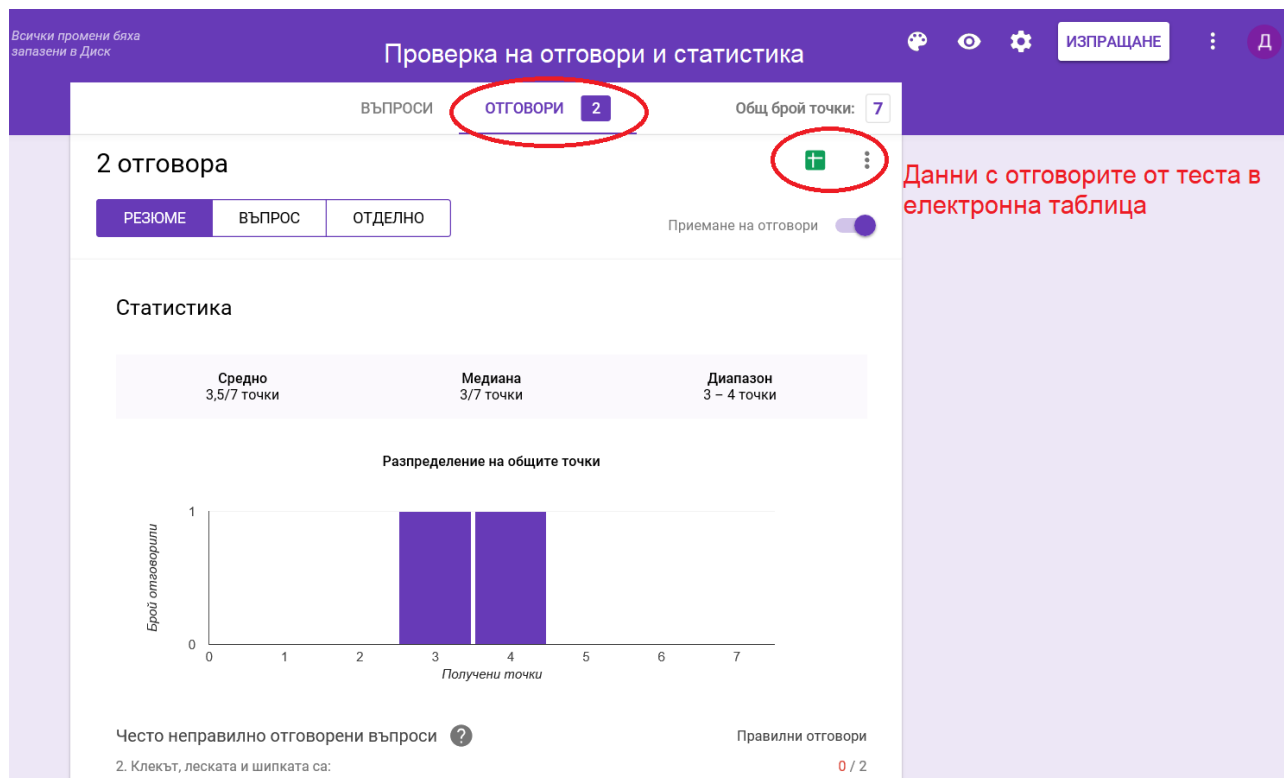 Всички промени бяха
запазени в Диск
Проверка на отговори и статистика
ИЗПРАЩАНЕ
Д
ВЪПРОСИ
ОТГОВОРИ 2
Общ брой точки: 7
2 отговора
Данни с отговорите от теста в
електронна таблица
РЕЗЮМЕ
ВЪПРОС
ОТДЕЛНО
Приемане на отговори
Статистика
Средно
3,5/7 точки
Медиана
3/7 точки
Диапазон
3 – 4 точки
Разпределение на общите точки
1
Брой отговорили
0
0 1 2 3 4 5 6 7
Получени точки
Често неправилно отговорени въпроси ?
Правилни отговори
2. Клекът, леската и шипката са:
0 / 2